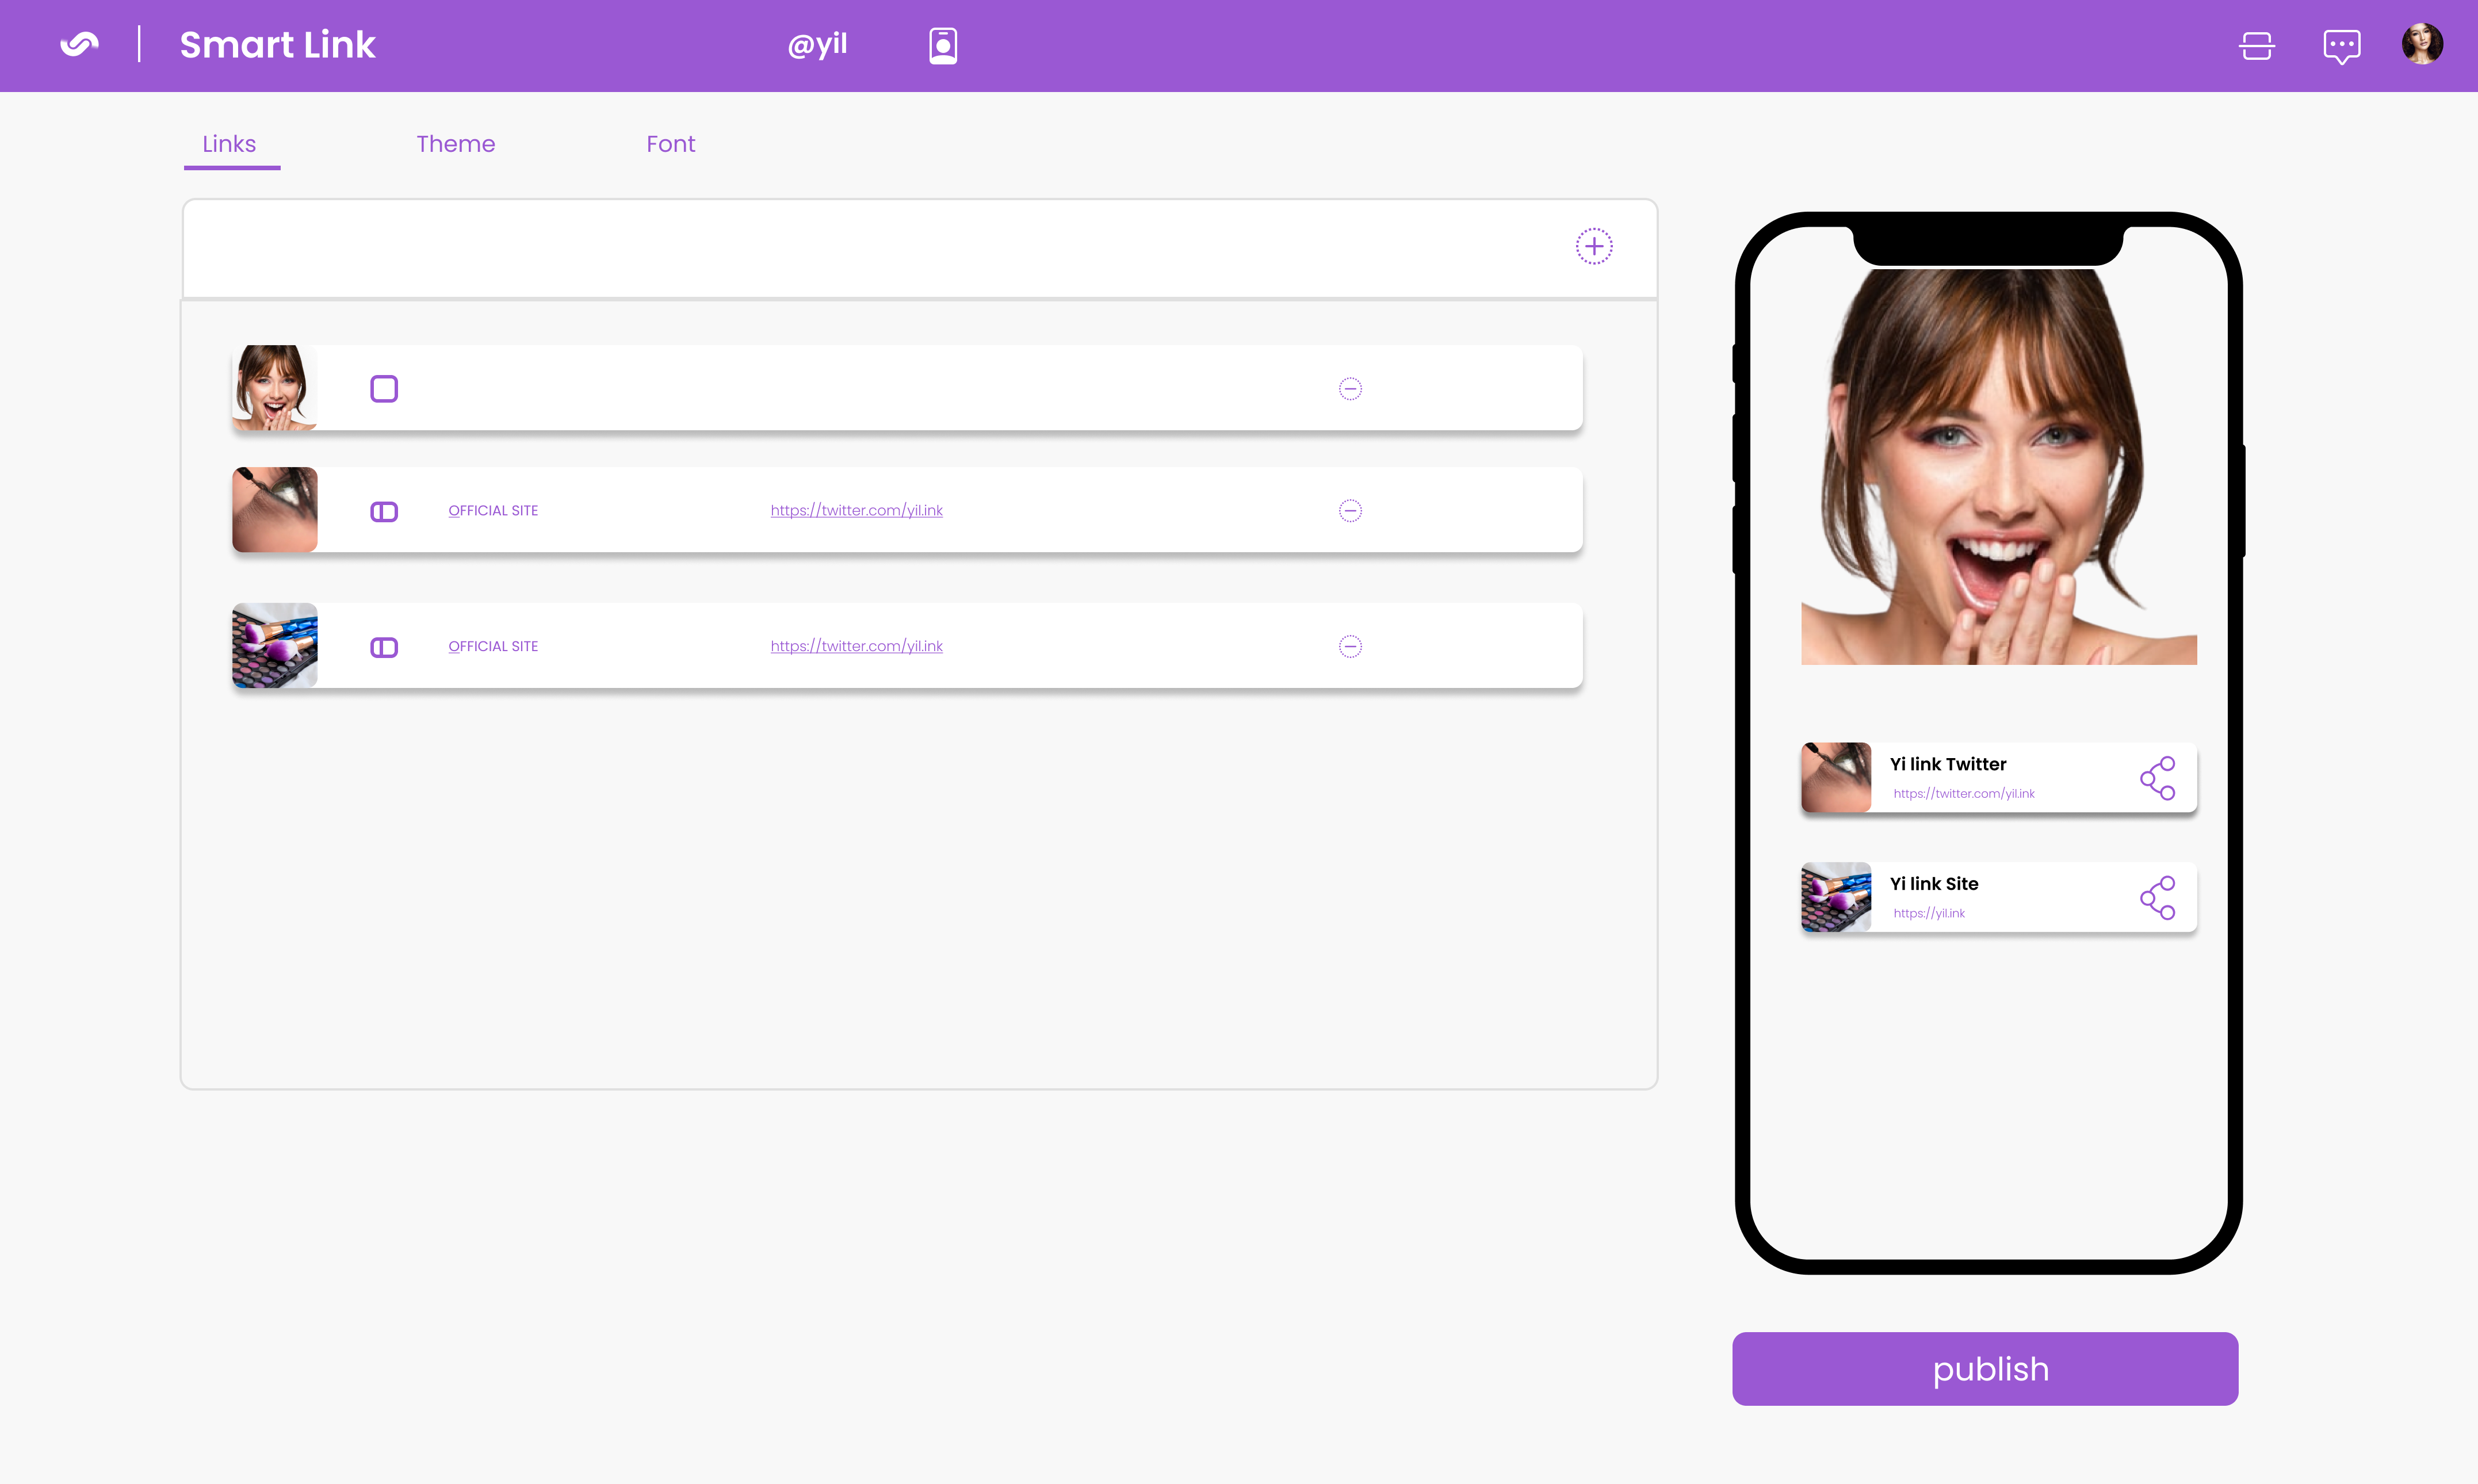 Smart Link
@yil
Links
Theme
Font
OFFICIAL SITE
https://twitter.com/yil.ink
OFFICIAL SITE
https://twitter.com/yil.ink
Yi link Twitter
https://twitter.com/yil.ink
Yi link Site
https://yil.ink
publish